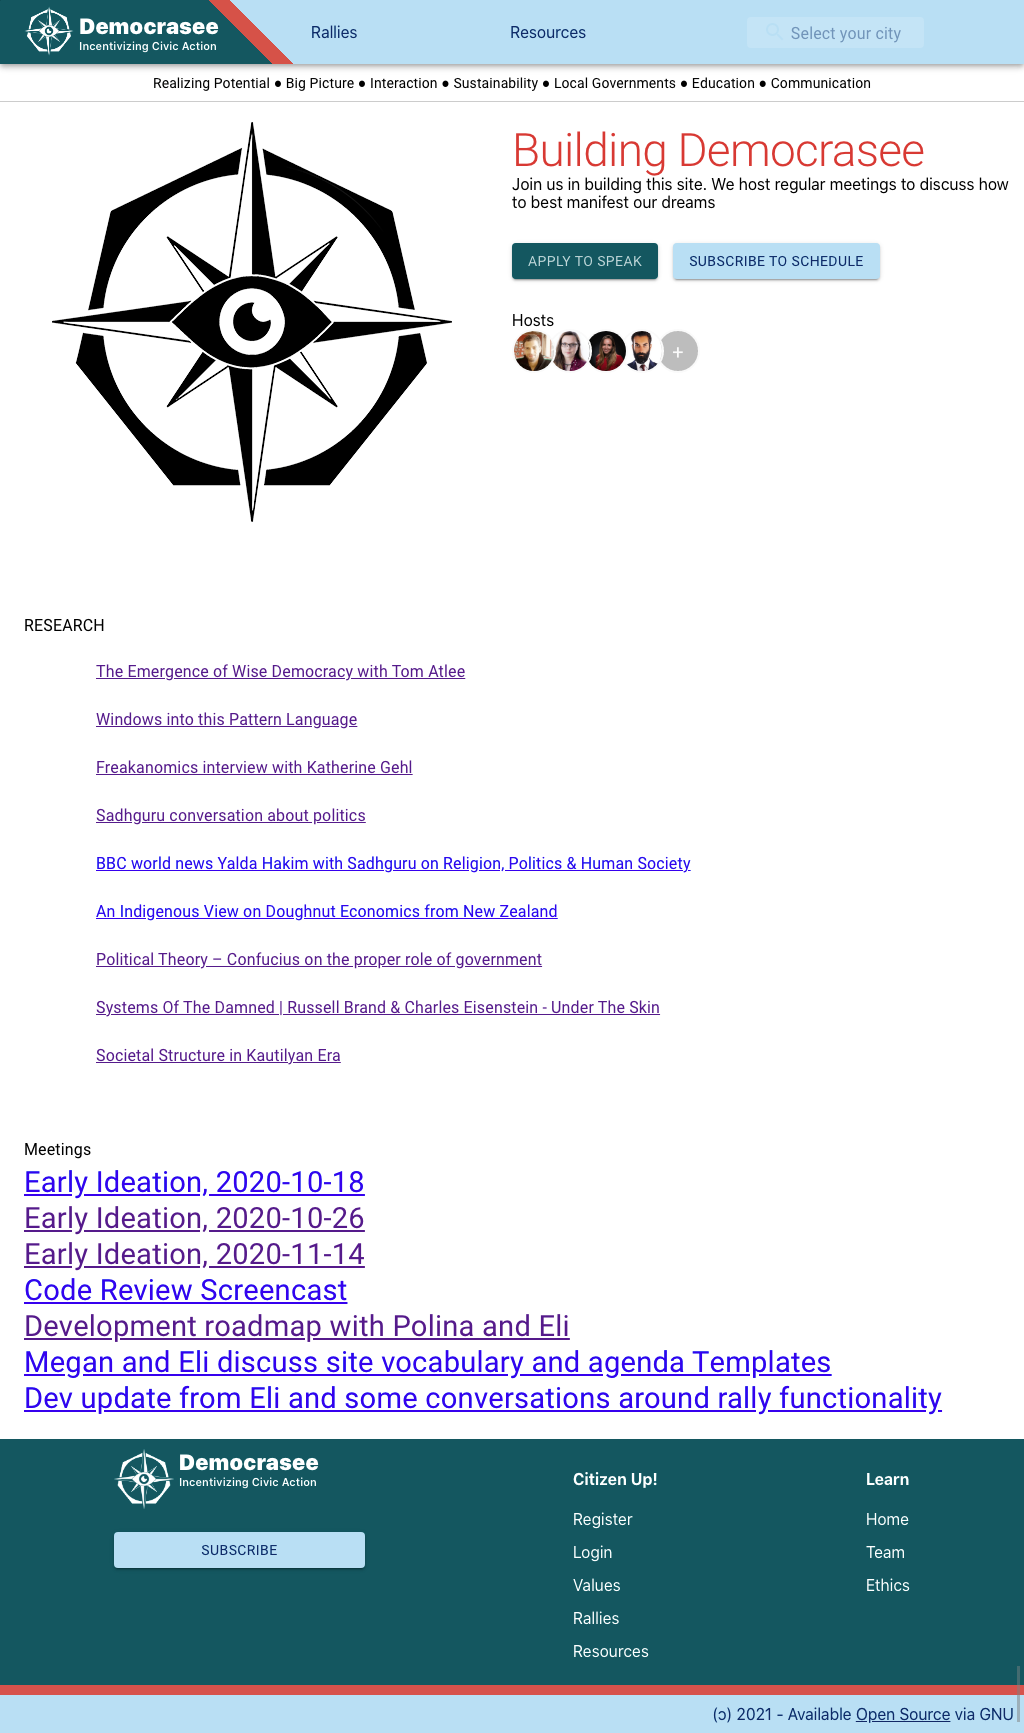 Democrasee
Incentivizing Civic Action
Rallies
Resources
Select your city
Realizing Potential ● Big Picture ● Interaction ● Sustainability ● Local Governments ● Education ● Communication
Building Democrasee
Join us in building this site. We host regular meetings to discuss how
to best manifest our dreams
APPLY TO SPEAK
SUBSCRIBE TO SCHEDULE
Hosts
+
RESEARCH
The Emergence of Wise Democracy with Tom Atlee
Windows into this Pattern Language
Freakanomics interview with Katherine Gehl
Sadhguru conversation about politics
BBC world news Yalda Hakim with Sadhguru on Religion, Politics & Human Society
An Indigenous View on Doughnut Economics from New Zealand
Political Theory – Confucius on the proper role of government
Systems Of The Damned | Russell Brand & Charles Eisenstein - Under The Skin
Societal Structure in Kautilyan Era
Meetings
Early Ideation, 2020-10-18
Early Ideation, 2020-10-26
Early Ideation, 2020-11-14
Code Review Screencast
Development roadmap with Polina and Eli
Megan and Eli discuss site vocabulary and agenda Templates
Dev update from Eli and some conversations around rally functionality
Democrasee
Incentivizing Civic Action
SUBSCRIBE
Citizen Up!
Register
Login
Values
Rallies
Resources
Learn
Home
Team
Ethics
(ɔ) 2021 - Available Open Source via GNU